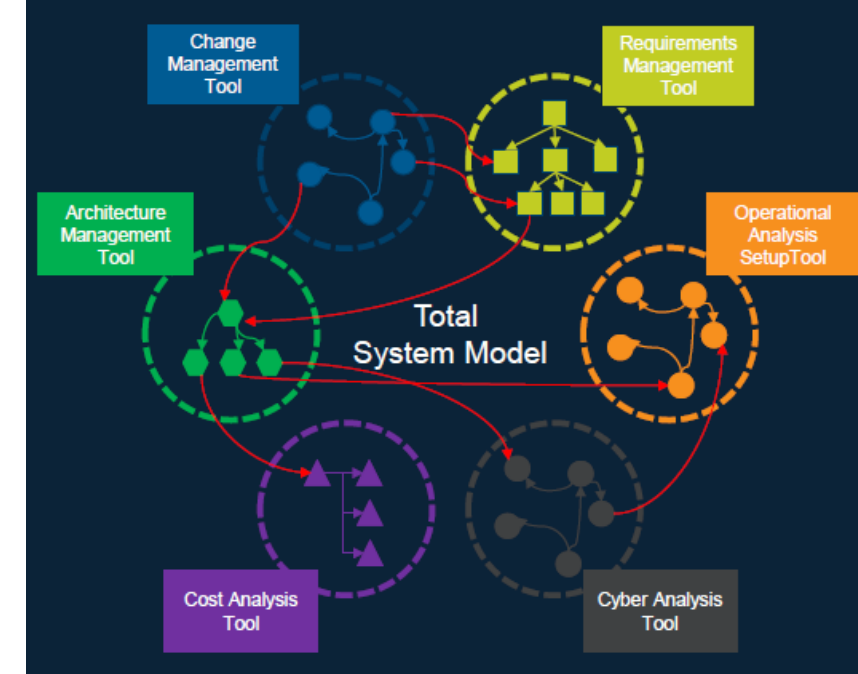 Change
Management
Tool
Requirements
Management
Tool
Architecture
Management
Tool
Operational
Analysis
SetupTool
Total
System Model
Cost Analysis
Tool
Cyber Analysis
Tool